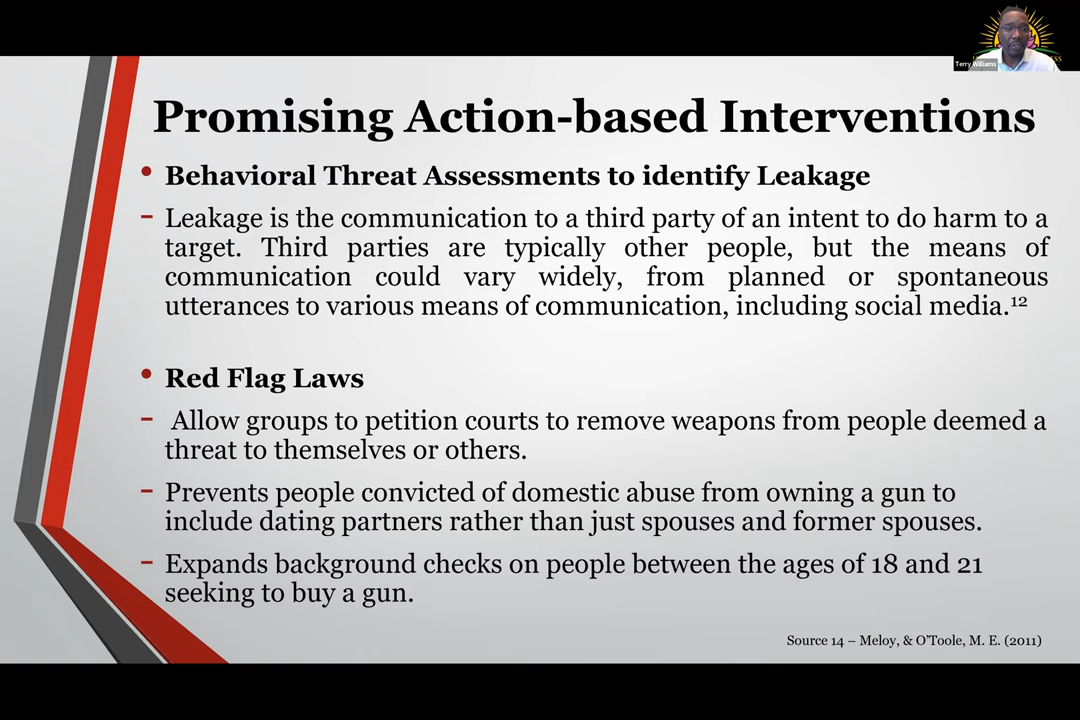 Terry Williams
Promising Action-based Interventions
• Behavioral Threat Assessments to identify Leakage
- Leakage is the communication to a third party of an intent to do harm to a
target. Third parties are typically other people, but the means of
communication could vary widely, from planned or spontaneous
utterances to various means of communication, including social media.¹²
• Red Flag Laws
- Allow groups to petition courts to remove weapons from people deemed a
threat to themselves or others.
- Prevents people convicted of domestic abuse from owning a gun to
include dating partners rather than just spouses and former spouses.
- Expands background checks on people between the ages of 18 and 21
seeking to buy a gun.
Source 14 – Meloy, & O'Toole, M. E. (2011)